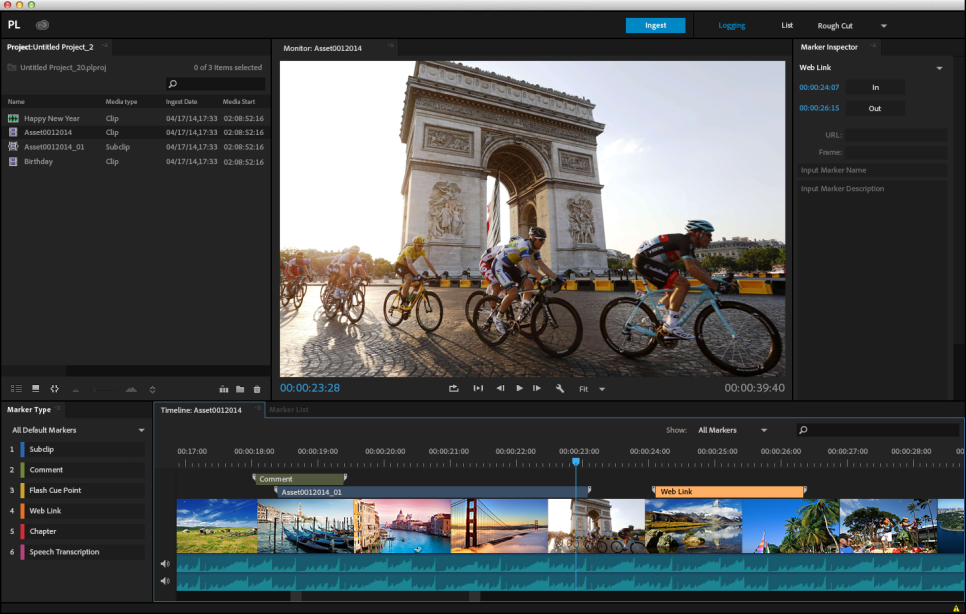 PL
Ingest
Logging
List
Rough Cut
Project:Untitled Project_2
Untitled Project_20.plproj
0 of 3 Items selected
Name Media type Ingest Date Media Start
Happy New Year Clip 04/17/14,17:33 02:08:52:16
Asset0012014 Clip 04/17/14,17:33 02:08:52:16
Asset0012014_01 Subclip 04/17/14,17:33 02:08:52:16
Birthday Clip 04/17/14,17:33 02:08:52:16
Monitor: Asset0012014
00:00:23:28
Fit
00:00:39:40
Marker Inspector
Web Link
00:00:24:07 In
00:00:26:15 Out
URL:
Frame:
Input Marker Name
Input Marker Description
Marker Type
All Default Markers
1 Subclip
2 Comment
3 Flash Cue Point
4 Web Link
5 Chapter
6 Speech Transcription
Timeline: Asset0012014
Marker List
Show: All Markers
00:17:00 00:00:18:00 00:00:19:00 00:00:20:00 00:00:21:00 00:00:22:00 00:00:23:00 00:00:24:00 00:00:25:00 00:00:26:00 00:00:28:00 00
Comment
Asset0012014_01
Web Link